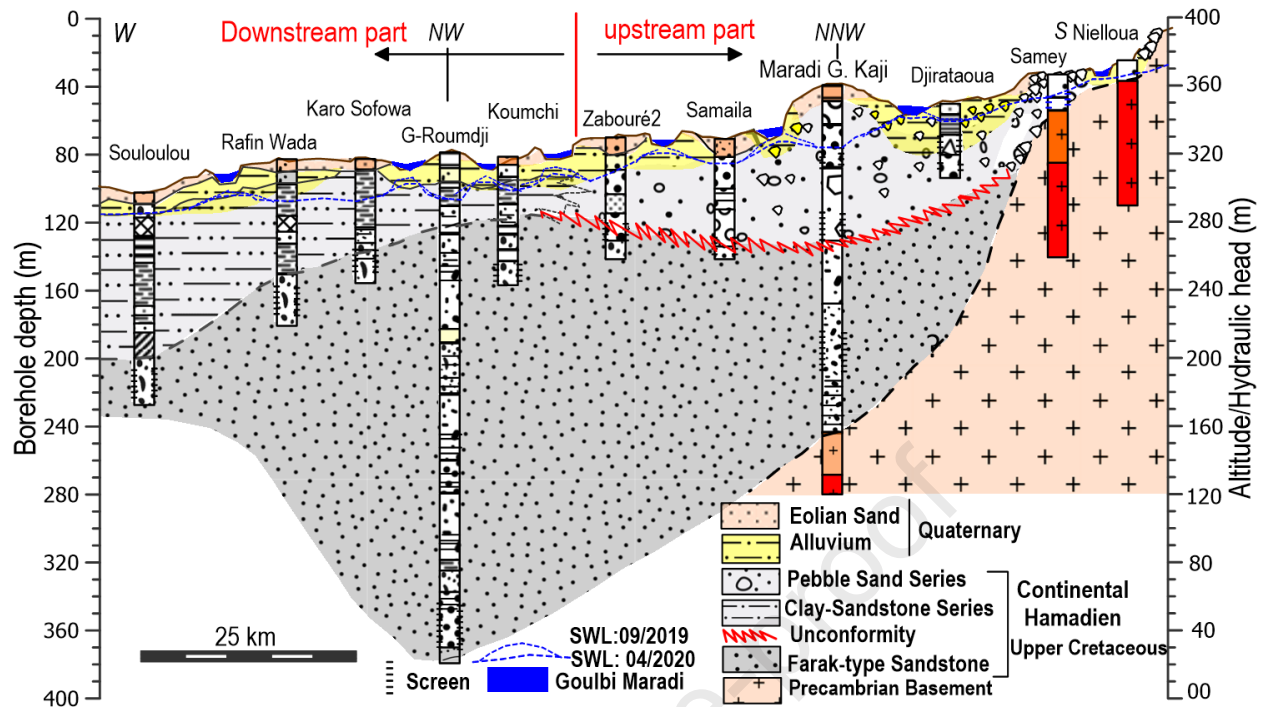 W
Downstream part
NW
upstream part
NNW
S Nielloua
Samey
Maradi G. Kaji
Djirataoua
Karo Sofowa
Koumchi
Zabouré2
Samaila
Rafin Wada
G-Roumdji
Souloulou
Borehole depth (m)
0
40
80
120
160
200
240
280
320
360
400
Altitude/Hydraulic head (m)
400
360
320
280
240
200
160
120
80
40
00
?
25 km
SWL:09/2019
SWL: 04/2020
Screen
Goulbi Maradi
Eolian Sand
Alluvium
Quaternary
Pebble Sand Series
Clay-Sandstone Series
Unconformity
Farak-type Sandstone
Precambrian Basement
Continental
Hamadien
Upper Cretaceous